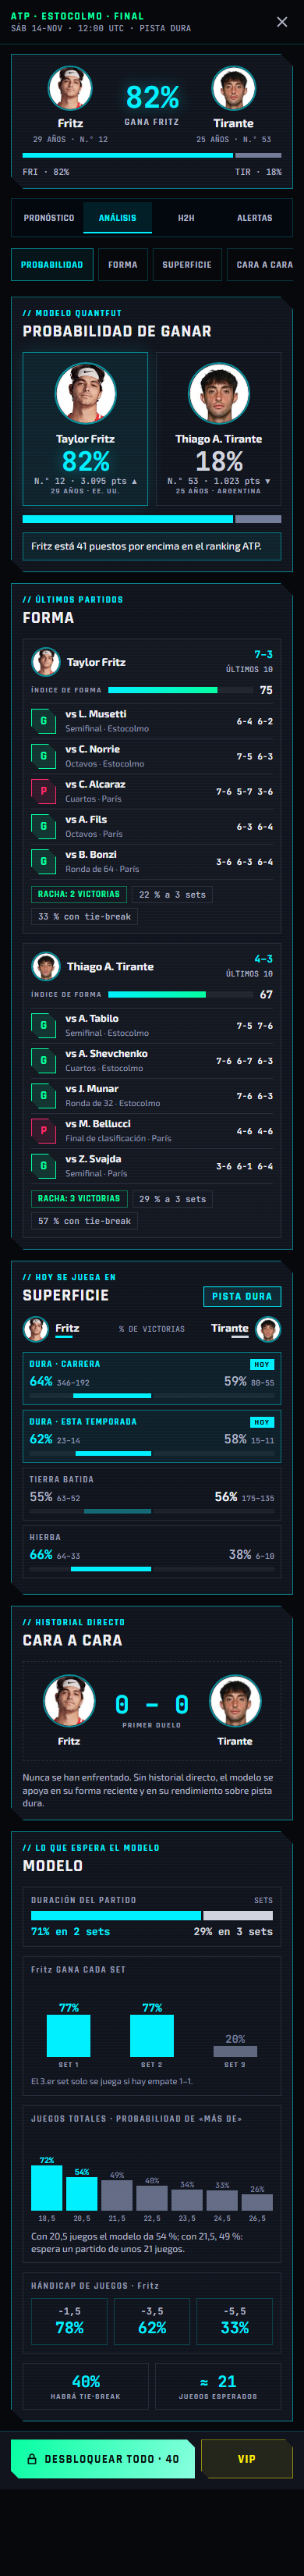 ATP · ESTOCOLMO · FINAL
SÁB 14-NOV · 12:00 UTC · PISTA DURA
Fritz
29 AÑOS · N.º 12
82%
GANA FRITZ
Tirante
25 AÑOS · N.º 53
FRI · 82%
TIR · 18%
PRONÓSTICO
ANÁLISIS
H2H
ALERTAS
PROBABILIDAD
FORMA
SUPERFICIE
CARA A CARA
// MODELO QUANTFUT
PROBABILIDAD DE GANAR
Taylor Fritz
82%
N.º 12 · 3.095 pts ▲
29 AÑOS · EE. UU.
Thiago A. Tirante
18%
N.º 53 · 1.023 pts ▼
25 AÑOS · ARGENTINA
Fritz está 41 puestos por encima en el ranking ATP.
// ÚLTIMOS PARTIDOS
FORMA
Taylor Fritz
7–3
ÚLTIMOS 10
ÍNDICE DE FORMA
75
G
vs L. Musetti
Semifinal · Estocolmo
6-4 6-2
G
vs C. Norrie
Octavos · Estocolmo
7-5 6-3
P
vs C. Alcaraz
Cuartos · París
7-6 5-7 3-6
G
vs A. Fils
Octavos · París
6-3 6-4
G
vs B. Bonzi
Ronda de 64 · París
3-6 6-3 6-4
RACHA: 2 VICTORIAS
22 % a 3 sets
33 % con tie-break
Thiago A. Tirante
4–3
ÚLTIMOS 10
ÍNDICE DE FORMA
67
G
vs A. Tabilo
Semifinal · Estocolmo
7-5 7-6
G
vs A. Shevchenko
Cuartos · Estocolmo
7-6 6-7 6-3
G
vs J. Munar
Ronda de 32 · Estocolmo
7-6 6-3
P
vs M. Bellucci
Final de clasificación · París
4-6 4-6
G
vs Z. Svajda
Semifinal · París
3-6 6-1 6-4
RACHA: 3 VICTORIAS
29 % a 3 sets
57 % con tie-break
// HOY SE JUEGA EN
SUPERFICIE
PISTA DURA
Fritz
% DE VICTORIAS
Tirante
DURA · CARRERA
HOY
64% 346–192
59% 80–55
DURA · ESTA TEMPORADA
HOY
62% 23–14
58% 15–11
TIERRA BATIDA
55% 63–52
56% 175–135
HIERBA
66% 64–33
38% 6–10
// HISTORIAL DIRECTO
CARA A CARA
Fritz
0 – 0
PRIMER DUELO
Tirante
Nunca se han enfrentado. Sin historial directo, el modelo se
apoya en su forma reciente y en su rendimiento sobre pista
dura.
// LO QUE ESPERA EL MODELO
MODELO
DURACIÓN DEL PARTIDO
SETS
71% en 2 sets
29% en 3 sets
Fritz GANA CADA SET
77%
77%
20%
SET 1
SET 2
SET 3
El 3.er set solo se juega si hay empate 1–1.
JUEGOS TOTALES · PROBABILIDAD DE «MÁS DE»
72%
54%
49%
40%
34%
33%
26%
18,5
20,5
21,5
22,5
23,5
24,5
26,5
Con 20,5 juegos el modelo da 54 %; con 21,5, 49 %:
espera un partido de unos 21 juegos.
HÁNDICAP DE JUEGOS · Fritz
-1,5
78%
-3,5
62%
-5,5
33%
40%
HABRÁ TIE-BREAK
≈ 21
JUEGOS ESPERADOS
DESBLOQUEAR TODO · 40
VIP